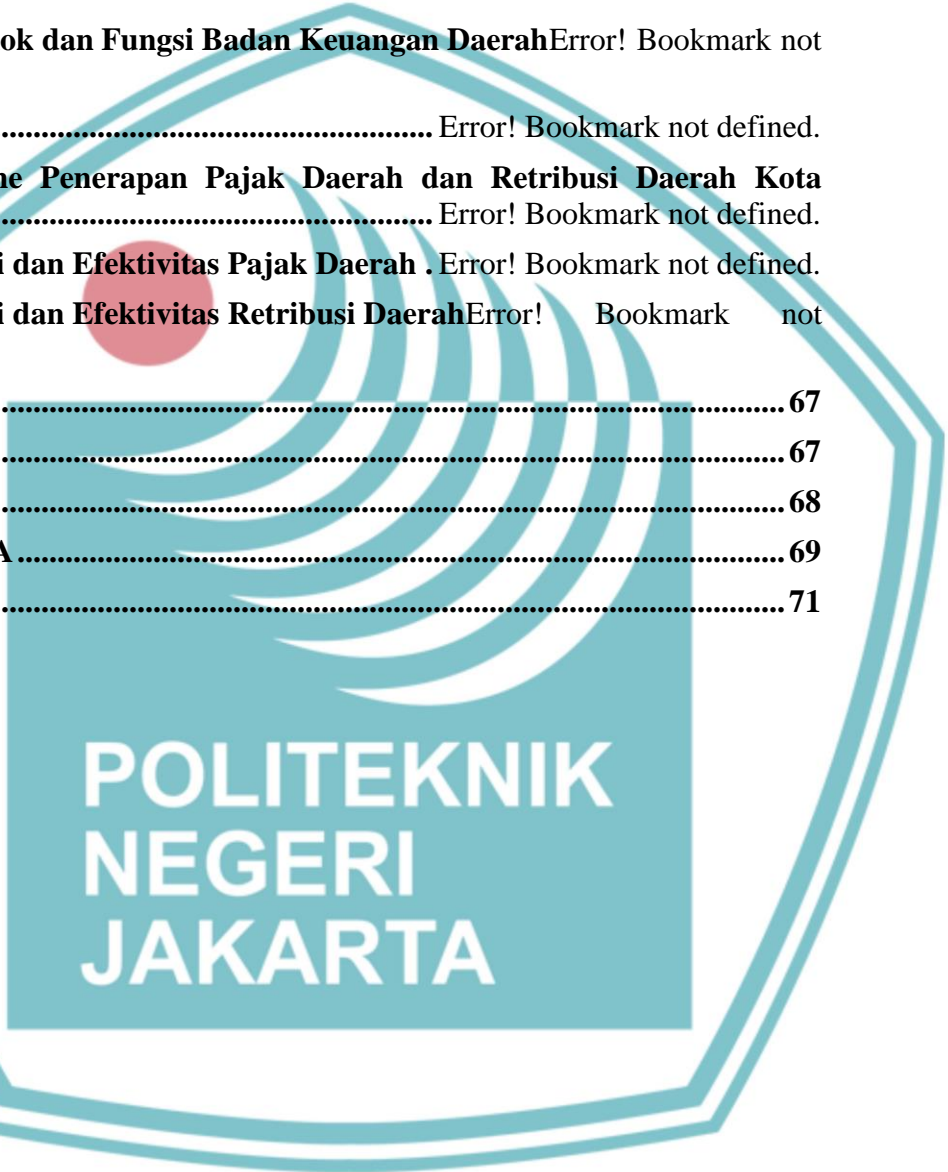 ok dan Fungsi Badan Keuangan DaerahError! Bookmark not
........................................................ Error! Bookmark not defined.
ne Penerapan Pajak Daerah dan Retribusi Daerah Kota
........................................................ Error! Bookmark not defined.
i dan Efektivitas Pajak Daerah . Error! Bookmark not defined.
i dan Efektivitas Retribusi DaerahError! Bookmark not
........................................................ 67
........................................................ 67
........................................................ 68
A ........................................................ 69
........................................................ 71
POLITEKNIK
NEGERI
JAKARTA